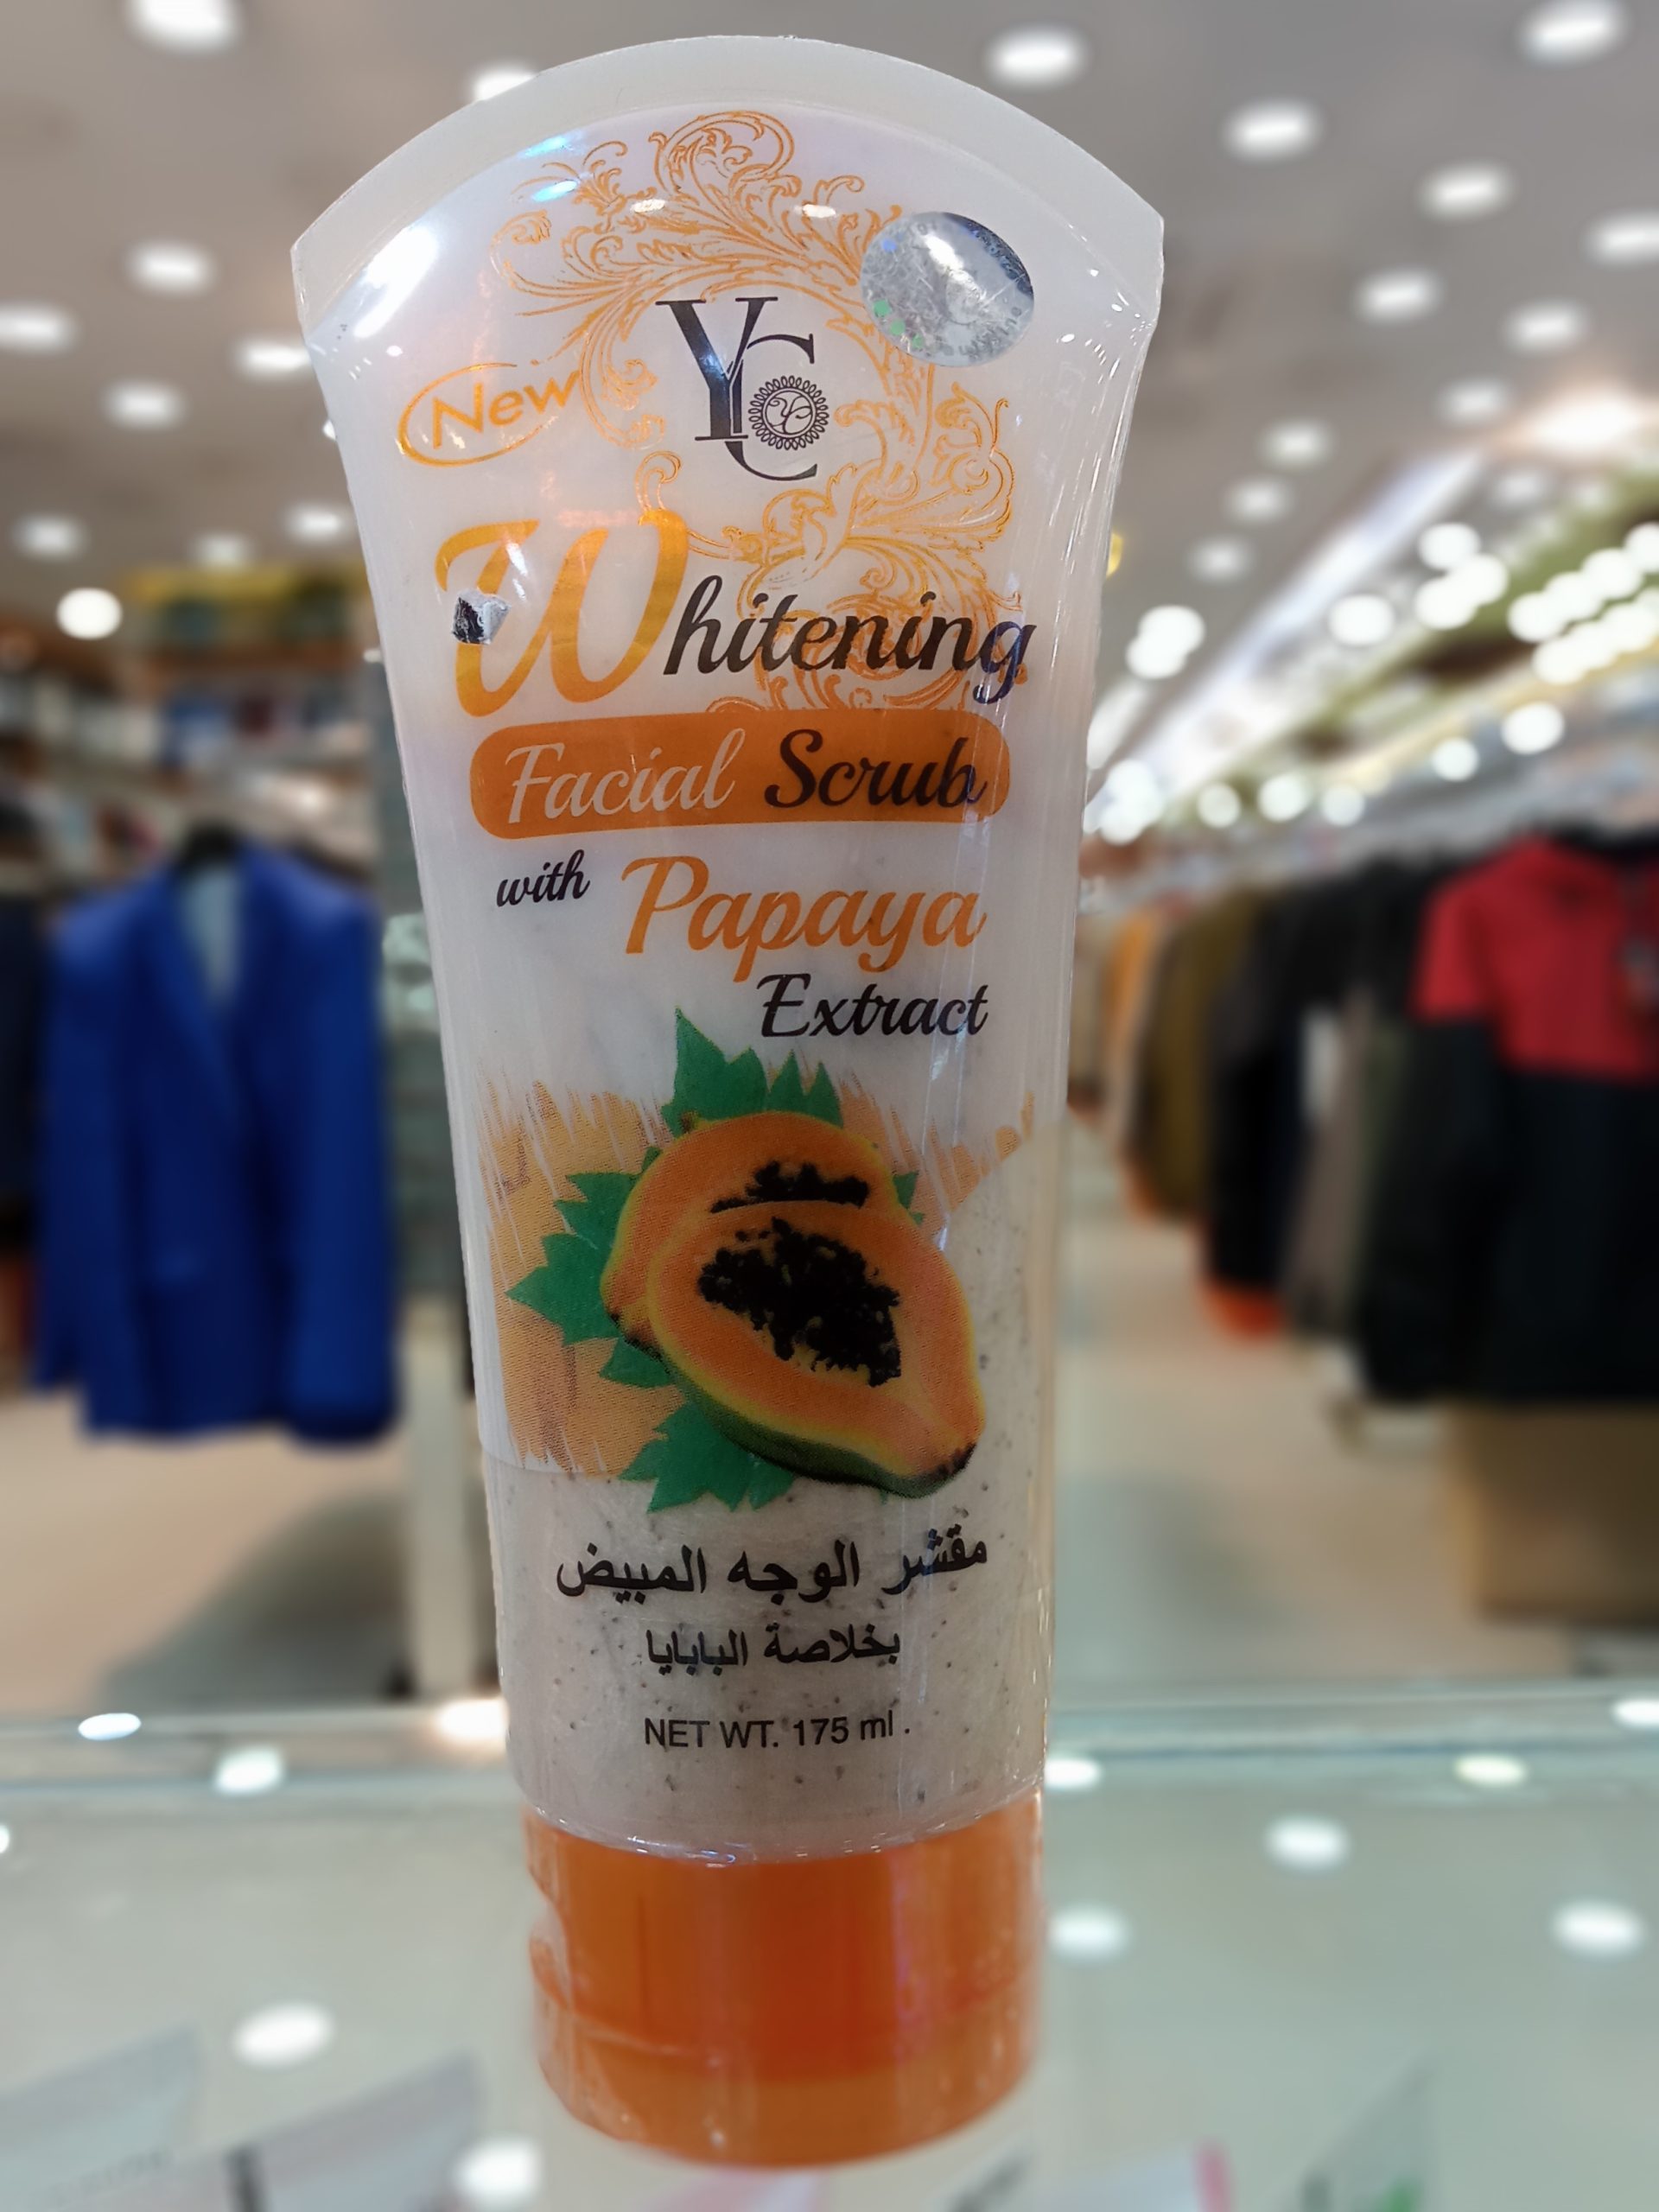 YC
New
Whitening
Facial Scrub
with Papaya
Extract
مقشر الوجه المبيض
بخلاصة البابايا
NET WT. 175 ml .